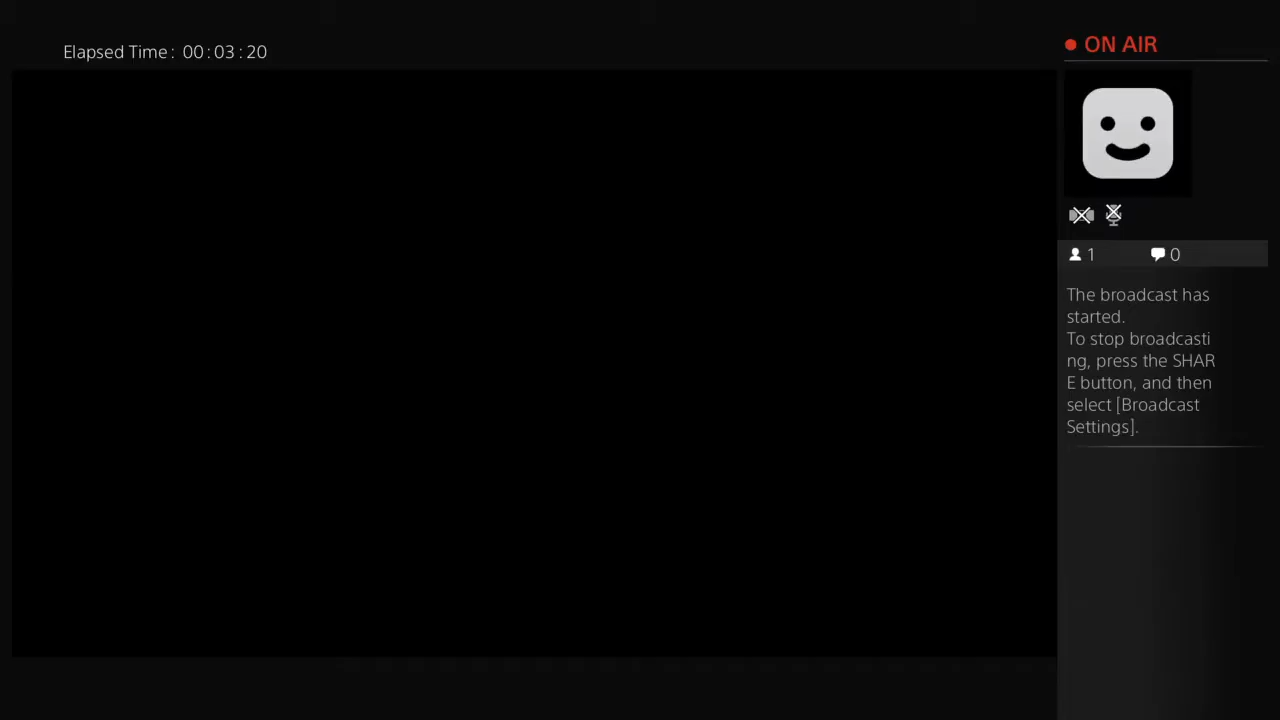 Elapsed Time: 00:03:20
ON AIR
1
0
The broadcast has
started.
To stop broadcasti
ng, press the SHAR
E button, and then
select [Broadcast
Settings].